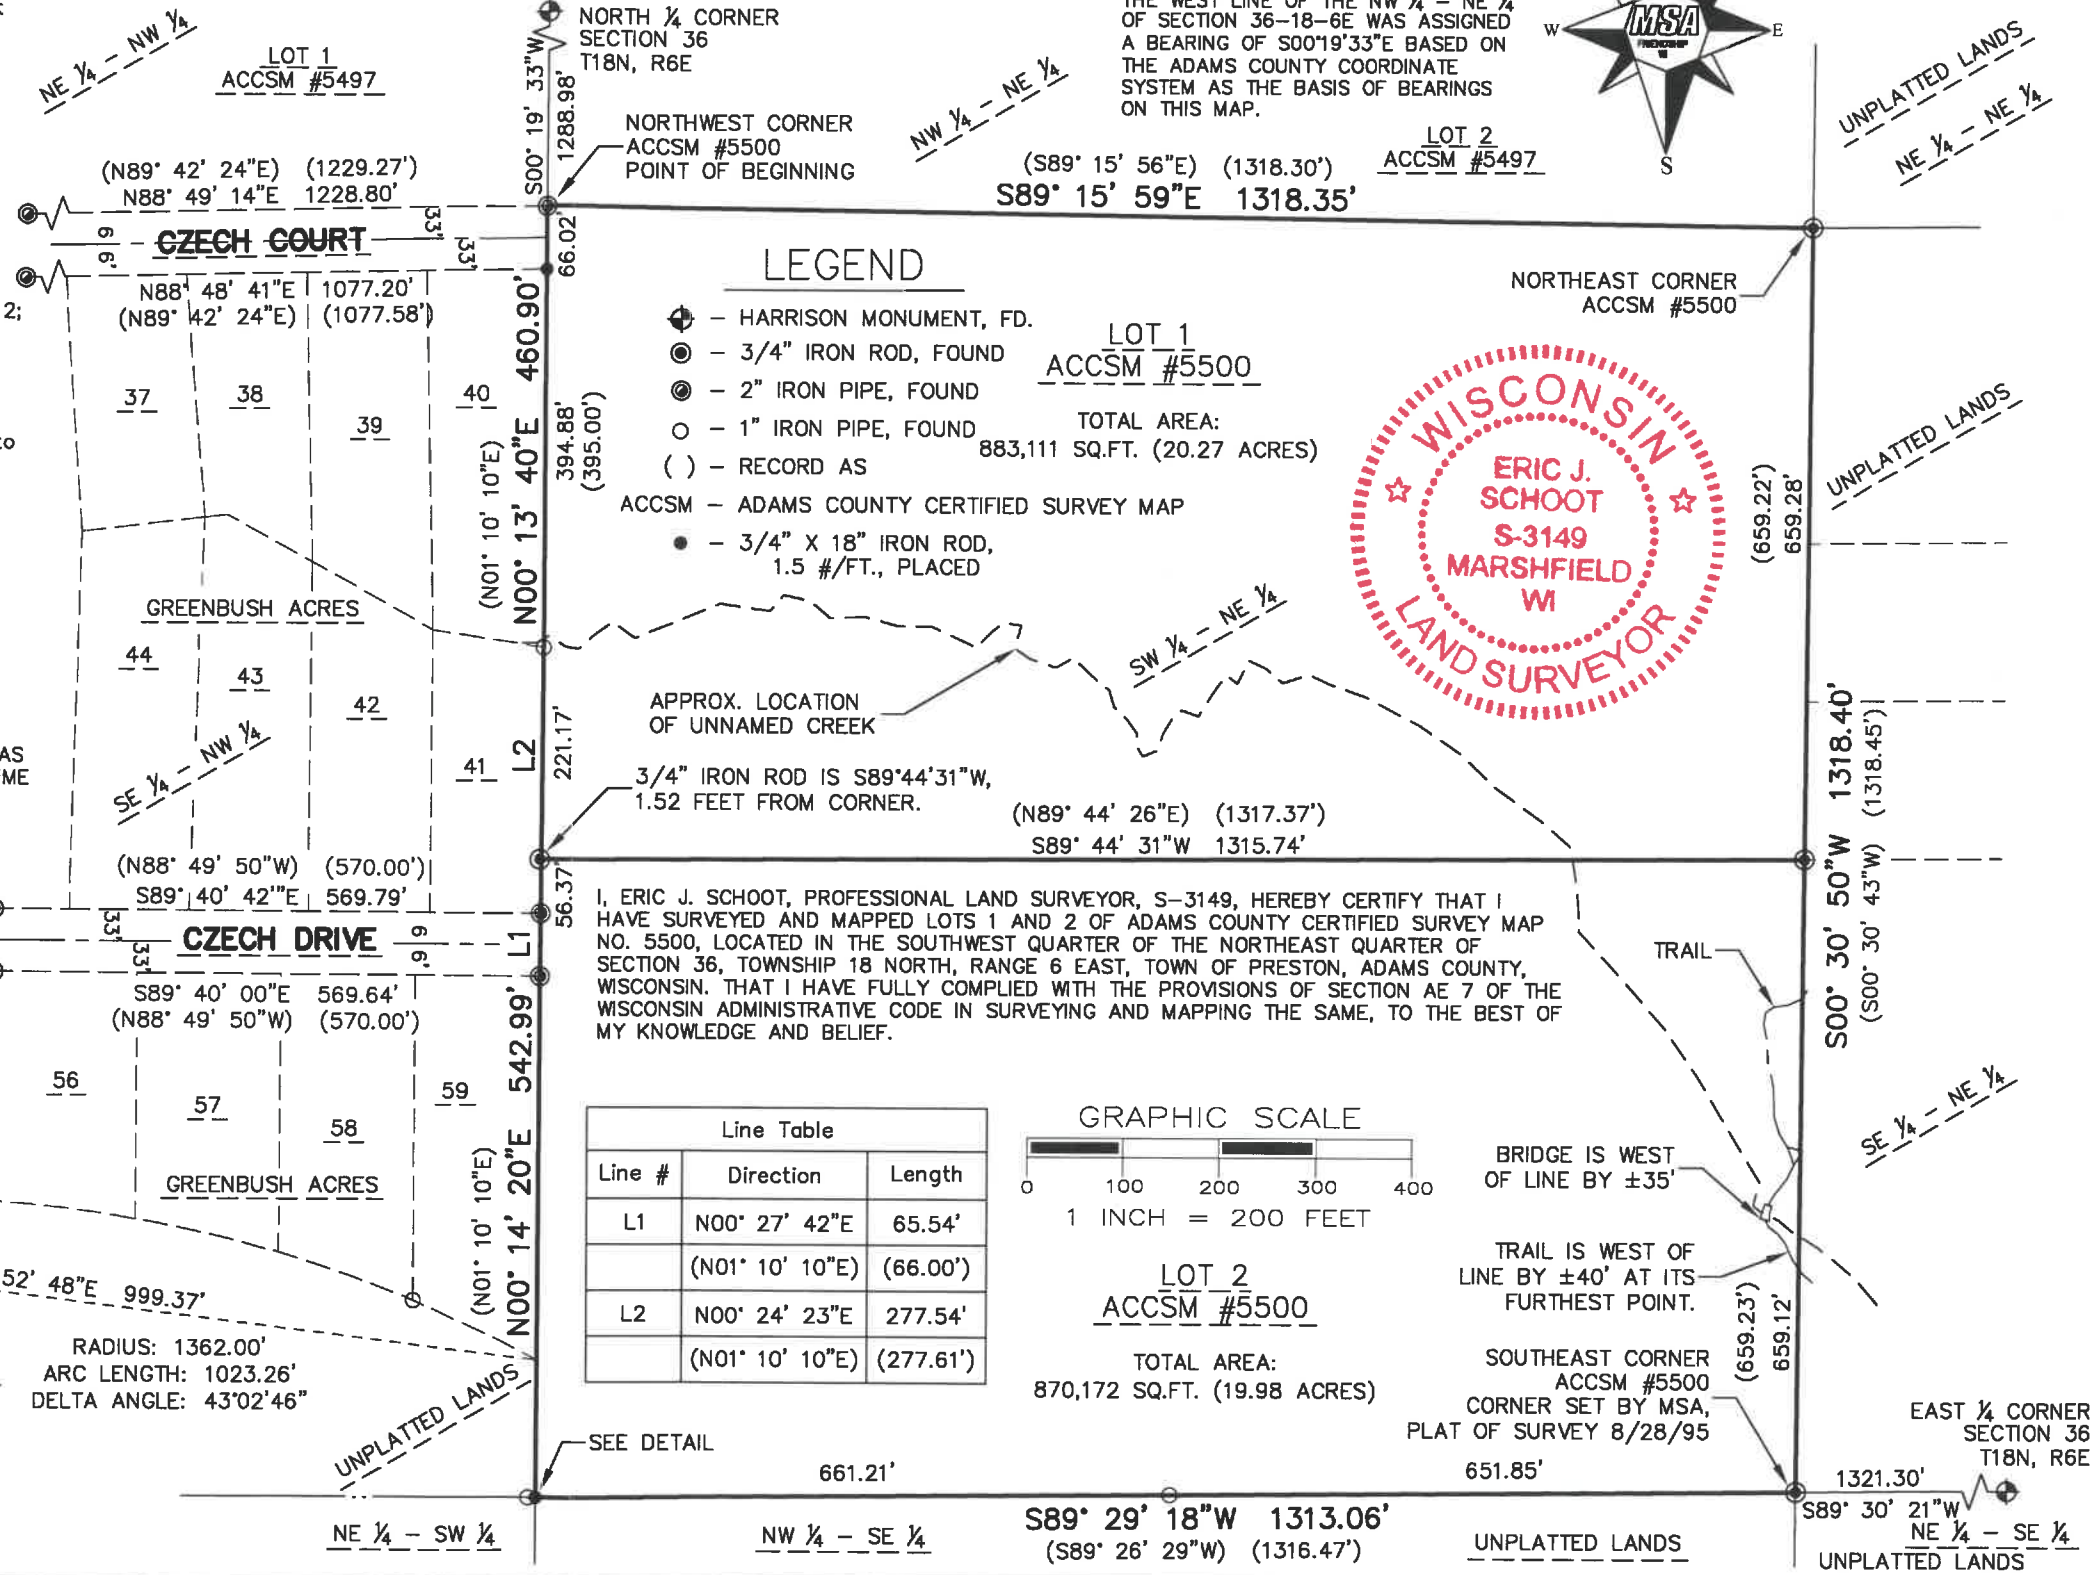 NORTH ¼ CORNER
SECTION 36
T18N, R6E
THE WEST LINE OF THE NW ¼ - NE ¼
OF SECTION 36-18-6E WAS ASSIGNED
A BEARING OF S00°19'33"E BASED ON
THE ADAMS COUNTY COORDINATE
SYSTEM AS THE BASIS OF BEARINGS
ON THIS MAP.
W
MSA
FRIENDSHIP
WI
E
S
NE ¼ - NW ¼
LOT 1
ACCSM #5497
S00° 19' 33"W
1288.98'
NORTHWEST CORNER
ACCSM #5500
POINT OF BEGINNING
NW ¼ - NE ¼
LOT 2
ACCSM #5497
UNPLATTED LANDS
NE ¼ - NE ¼
(N89° 42' 24"E) (1229.27')
N88° 49' 14"E 1228.80'
(S89° 15' 56"E) (1318.30')
S89° 15' 59"E 1318.35'
66'
CZECH COURT
33'
33'
66.02'
N88° 48' 41"E 1077.20'
(N89° 42' 24"E) (1077.58')
2;
LEGEND
- HARRISON MONUMENT, FD.
- 3/4" IRON ROD, FOUND
- 2" IRON PIPE, FOUND
- 1" IRON PIPE, FOUND
( ) - RECORD AS
ACCSM - ADAMS COUNTY CERTIFIED SURVEY MAP
- 3/4" X 18" IRON ROD,
1.5 #/FT., PLACED
LOT 1
ACCSM #5500
TOTAL AREA:
883,111 SQ.FT. (20.27 ACRES)
NORTHEAST CORNER
ACCSM #5500
WISCONSIN
ERIC J.
SCHOOT
S-3149
MARSHFIELD
WI
LAND SURVEYOR
UNPLATTED LANDS
(659.22')
659.28'
37
38
39
40
(N01° 10' 10"E)
N00° 13' 40"E 460.90'
394.88'
(395.00')
GREENBUSH ACRES
44
43
42
41
SE ¼ - NW ¼
AS
ME
L2
221.17'
SW ¼ - NE ¼
APPROX. LOCATION
OF UNNAMED CREEK
3/4" IRON ROD IS S89°44'31"W,
1.52 FEET FROM CORNER.
(N89° 44' 26"E) (1317.37')
S89° 44' 31"W 1315.74'
S00° 30' 50"W 1318.40'
(S00° 30' 43"W) (1318.45')
(N88° 49' 50"W) (570.00')
S89° 40' 42"E 569.79'
33'
33'
CZECH DRIVE
66'
L1
56.37'
S89° 40' 00"E 569.64'
(N88° 49' 50"W) (570.00')
I, ERIC J. SCHOOT, PROFESSIONAL LAND SURVEYOR, S-3149, HEREBY CERTIFY THAT I
HAVE SURVEYED AND MAPPED LOTS 1 AND 2 OF ADAMS COUNTY CERTIFIED SURVEY MAP
NO. 5500, LOCATED IN THE SOUTHWEST QUARTER OF THE NORTHEAST QUARTER OF
SECTION 36, TOWNSHIP 18 NORTH, RANGE 6 EAST, TOWN OF PRESTON, ADAMS COUNTY,
WISCONSIN. THAT I HAVE FULLY COMPLIED WITH THE PROVISIONS OF SECTION AE 7 OF THE
WISCONSIN ADMINISTRATIVE CODE IN SURVEYING AND MAPPING THE SAME, TO THE BEST OF
MY KNOWLEDGE AND BELIEF.
TRAIL
SE ¼ - NE ¼
56
57
58
59
GREENBUSH ACRES
(N01° 10' 10"E)
N00° 14' 20"E 542.99'
Line Table
Line # Direction Length
L1 N00° 27' 42"E 65.54'
(N01° 10' 10"E) (66.00')
L2 N00° 24' 23"E 277.54'
(N01° 10' 10"E) (277.61')
GRAPHIC SCALE
0 100 200 300 400
1 INCH = 200 FEET
BRIDGE IS WEST
OF LINE BY ±35'
TRAIL IS WEST OF
LINE BY ±40' AT ITS
FURTHEST POINT.
LOT 2
ACCSM #5500
TOTAL AREA:
870,172 SQ.FT. (19.98 ACRES)
(659.23')
659.12'
52' 48"E 999.37'
RADIUS: 1362.00'
ARC LENGTH: 1023.26'
DELTA ANGLE: 43°02'46"
UNPLATTED LANDS
SEE DETAIL
SOUTHEAST CORNER
ACCSM #5500
CORNER SET BY MSA,
PLAT OF SURVEY 8/28/95
EAST ¼ CORNER
SECTION 36
T18N, R6E
661.21'
651.85'
1321.30'
S89° 30' 21"W
S89° 29' 18"W 1313.06'
(S89° 26' 29"W) (1316.47')
NE ¼ - SW ¼
NW ¼ - SE ¼
UNPLATTED LANDS
NE ¼ - SE ¼
UNPLATTED LANDS